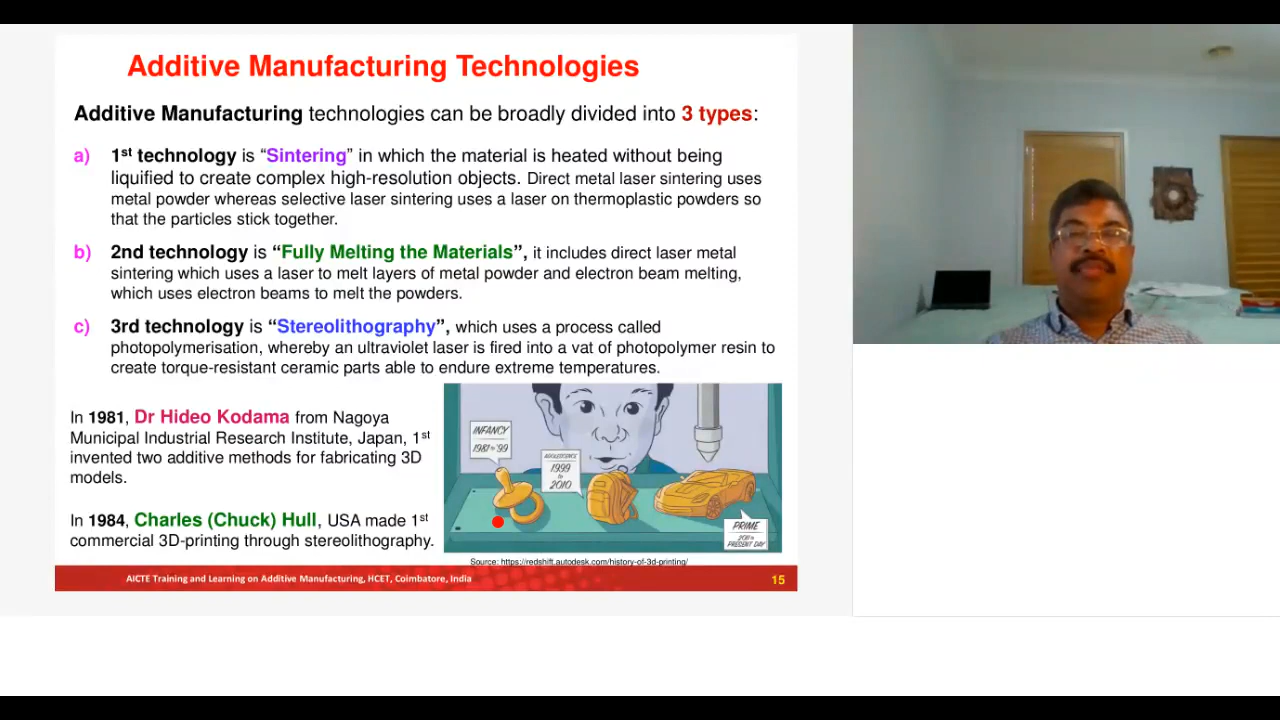 Additive Manufacturing Technologies
Additive Manufacturing technologies can be broadly divided into 3 types:
a) 1st technology is “Sintering” in which the material is heated without being
liquified to create complex high-resolution objects. Direct metal laser sintering uses
metal powder whereas selective laser sintering uses a laser on thermoplastic powders so
that the particles stick together.
b) 2nd technology is “Fully Melting the Materials”, it includes direct laser metal
sintering which uses a laser to melt layers of metal powder and electron beam melting,
which uses electron beams to melt the powders.
c) 3rd technology is “Stereolithography”, which uses a process called
photopolymerisation, whereby an ultraviolet laser is fired into a vat of photopolymer resin to
create torque-resistant ceramic parts able to endure extreme temperatures.
In 1981, Dr Hideo Kodama from Nagoya
Municipal Industrial Research Institute, Japan, 1st
invented two additive methods for fabricating 3D
models.
In 1984, Charles (Chuck) Hull, USA made 1st
commercial 3D-printing through stereolithography.
INFANCY
1981-'99
ADOLESCENCE
1999
to
2010
PRIME
2011 to
PRESENT DAY
Source: https://redshift.autodesk.com/history-of-3d-printing/
AICTE Training and Learning on Additive Manufacturing, HCET, Coimbatore, India
15